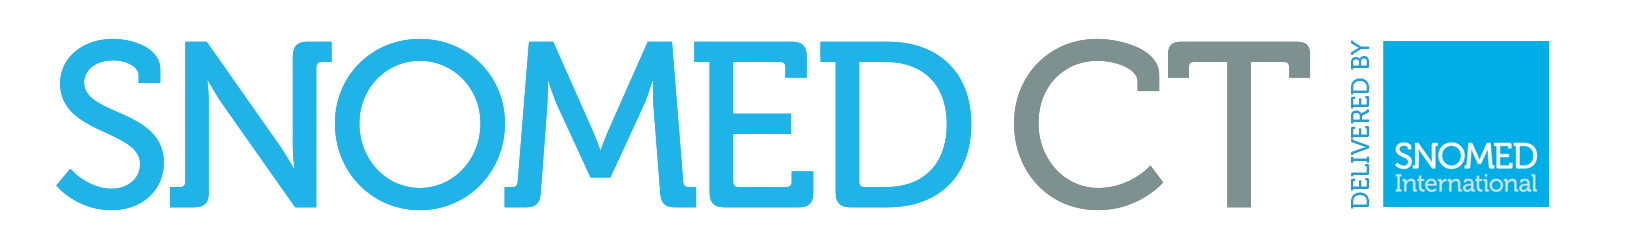 SNOMED CT
DELIVERED BY
SNOMED
International